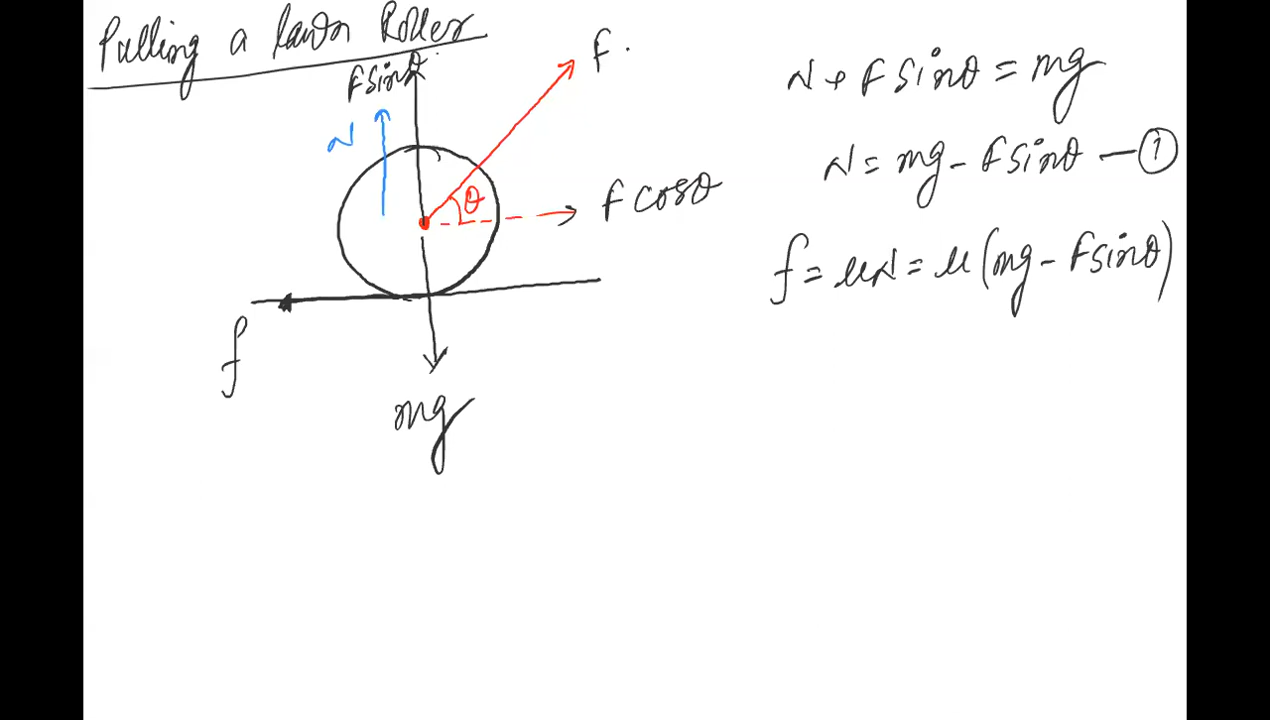 Pulling a lawn Roller
F sinθ
F
N
θ
F cosθ
f
mg
N + F sinθ = mg
N = mg - F sinθ — ①
f = μN = μ (mg - F sinθ)